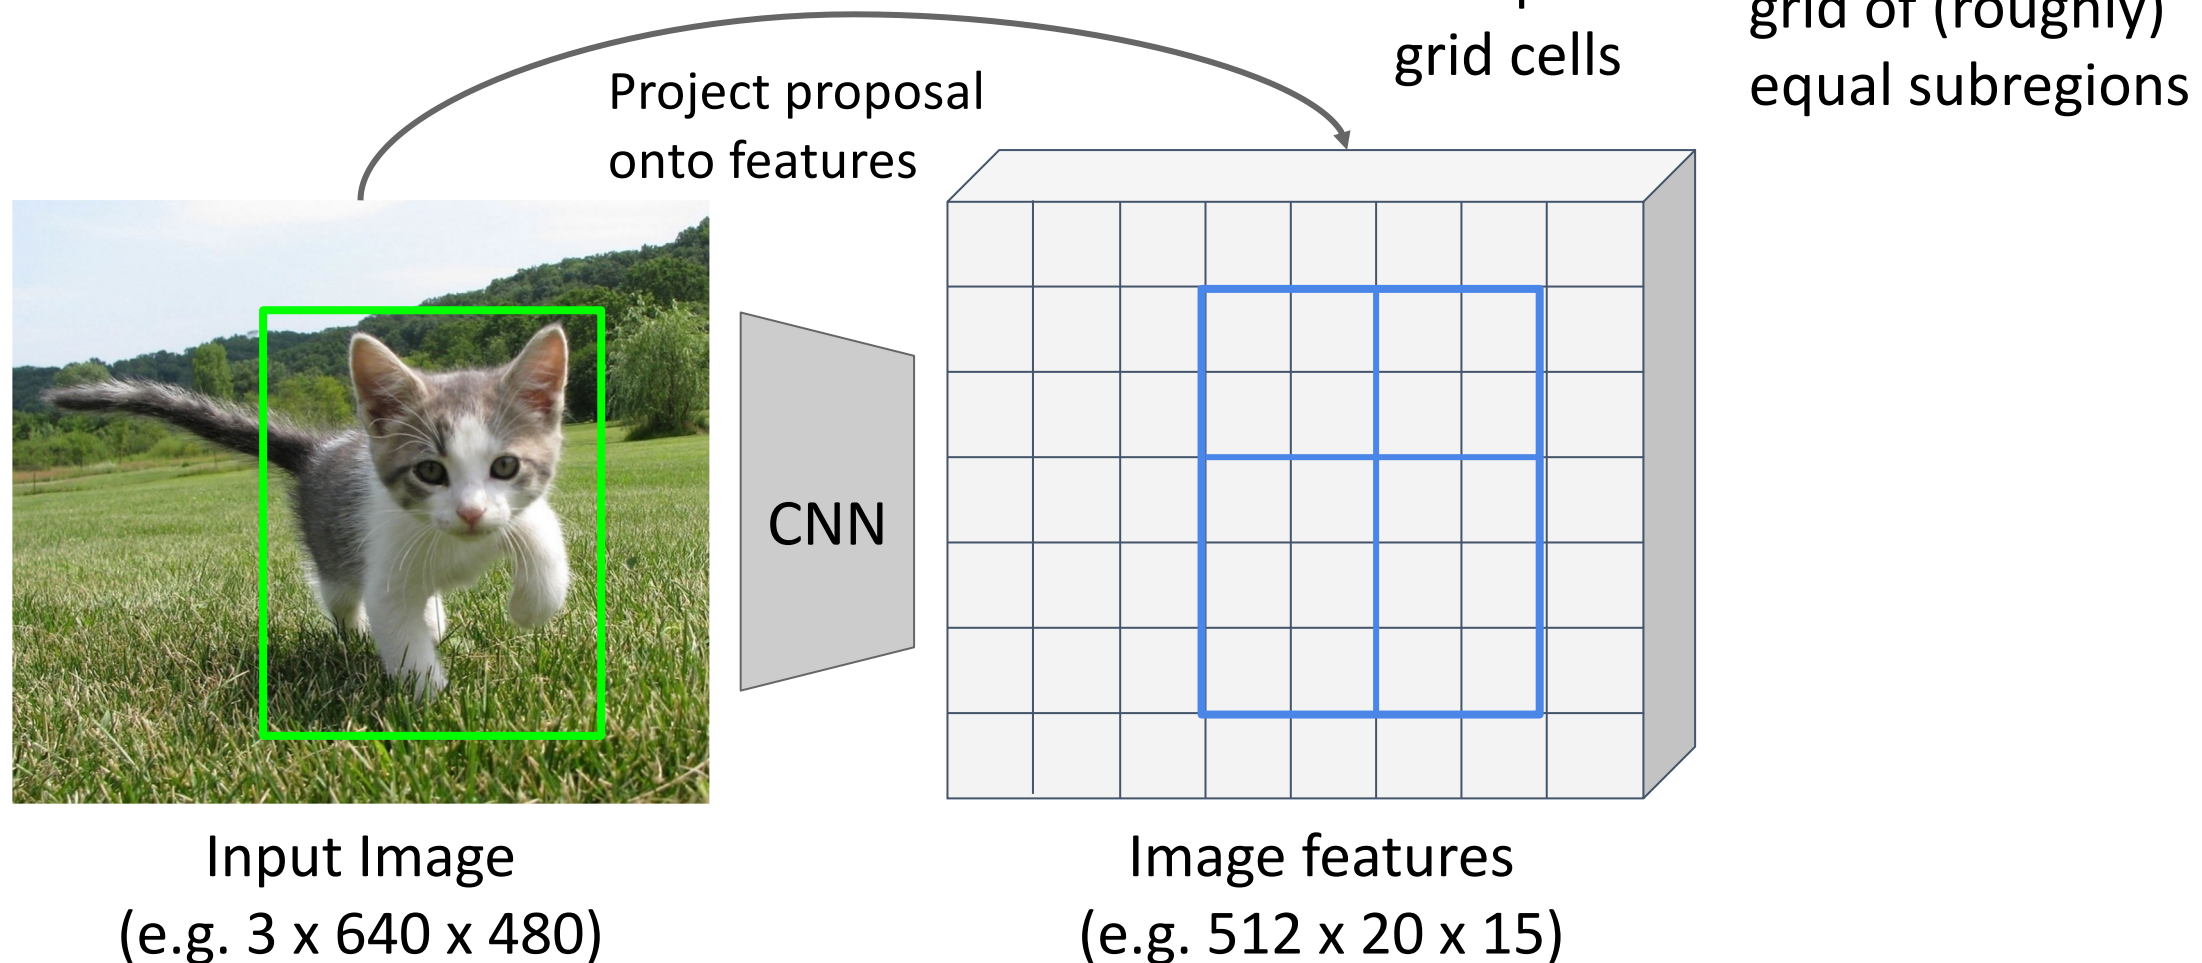 grid cells
grid of (roughly)
equal subregions
Project proposal
onto features
CNN
Input Image
(e.g. 3 x 640 x 480)
Image features
(e.g. 512 x 20 x 15)